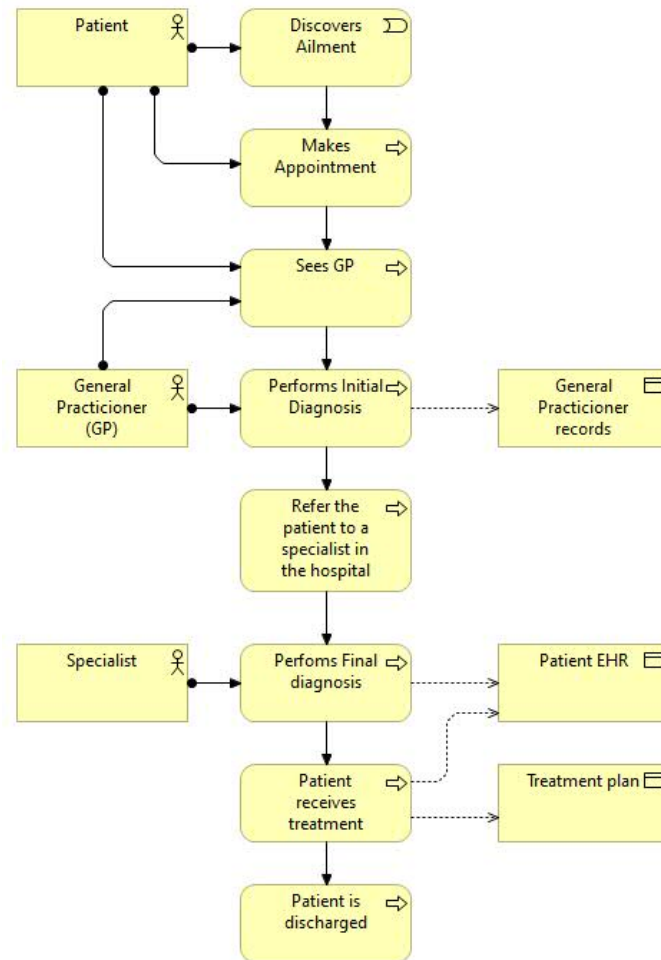 Patient
Discovers
Ailment
Makes
Appointment
Sees GP
General
Practicioner
(GP)
Performs Initial
Diagnosis
General
Practicioner
records
Refer the
patient to a
specialist in
the hospital
Specialist
Perfoms Final
diagnosis
Patient EHR
Patient
receives
treatment
Treatment plan
Patient is
discharged